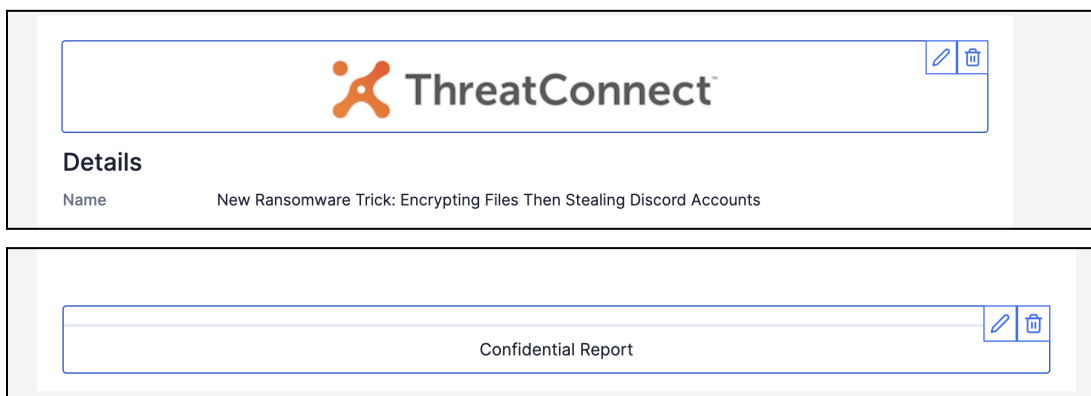 ThreatConnect™
Details
Name New Ransomware Trick: Encrypting Files Then Stealing Discord Accounts
Confidential Report